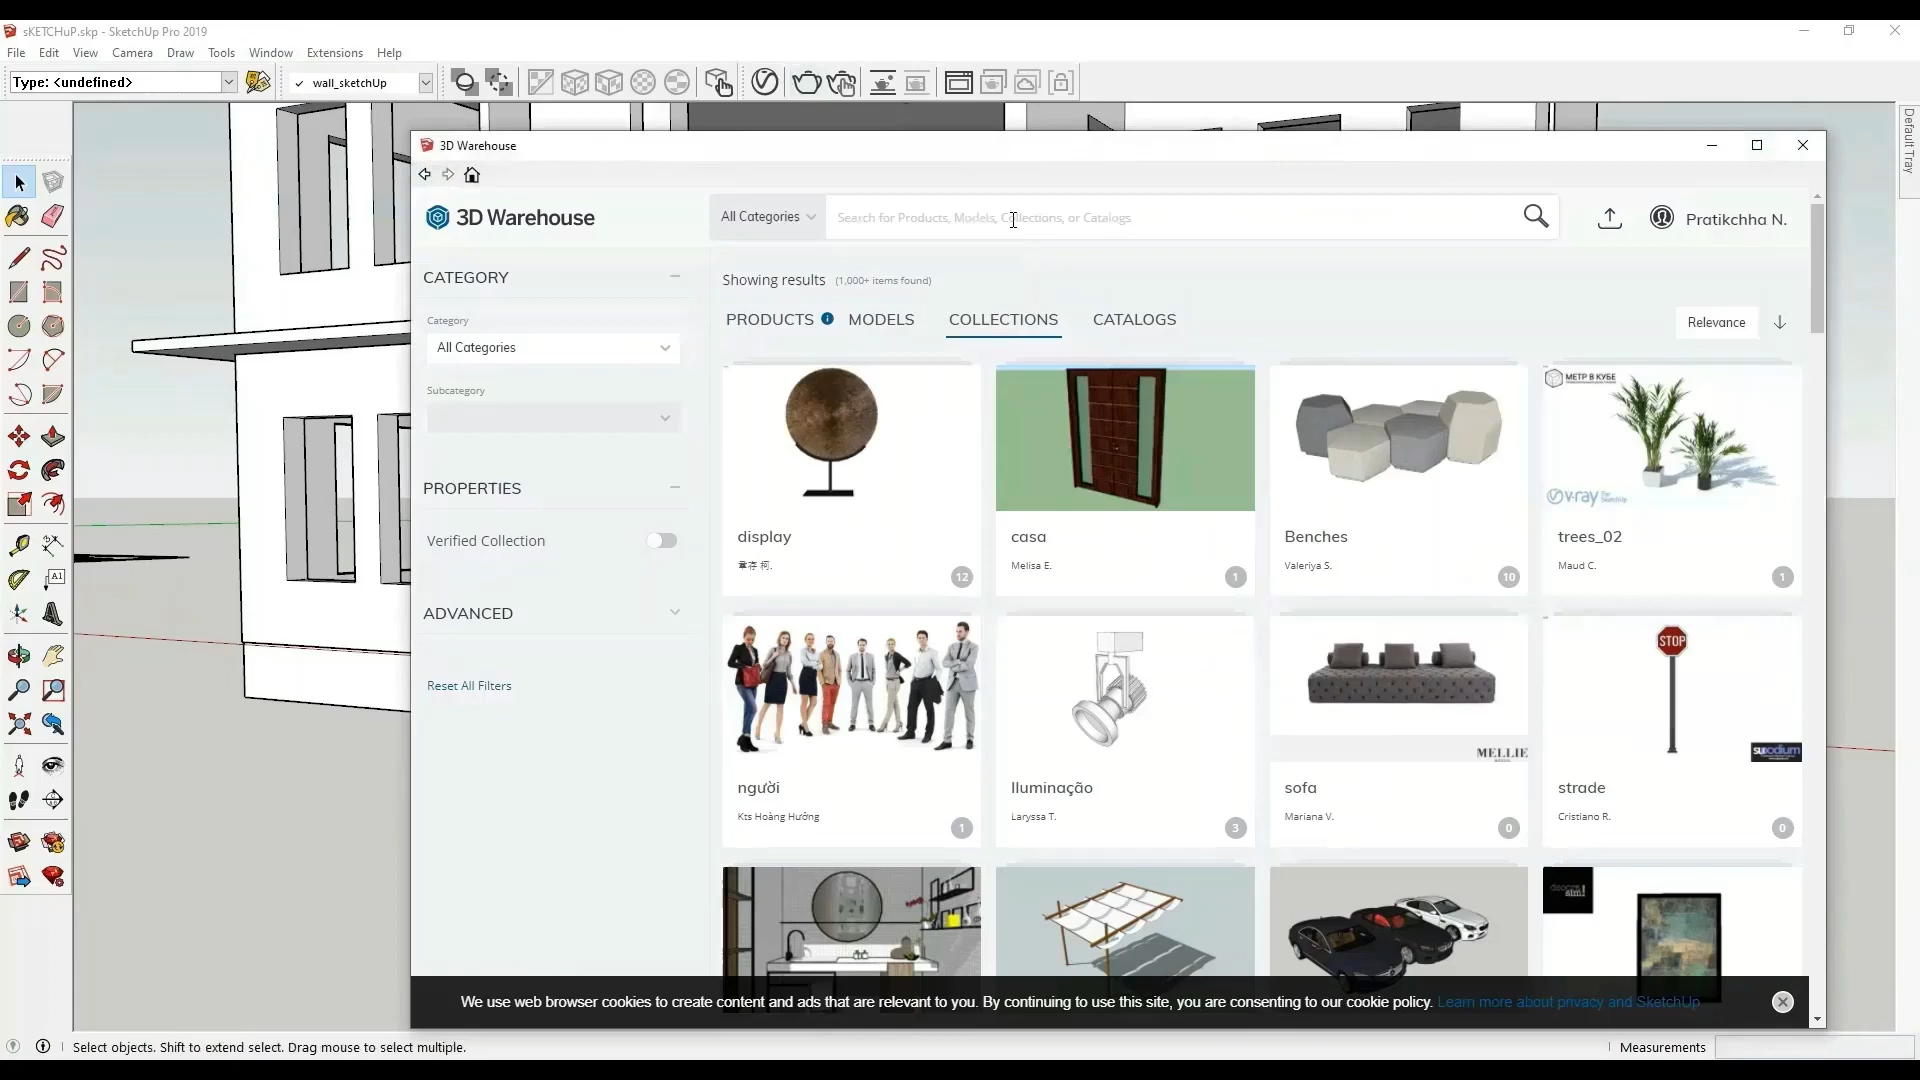 sKETCHuP.skp - SketchUp Pro 2019
File Edit View Camera Draw Tools Window Extensions Help
Type: <undefined>
✓ wall_sketchUp
Default Tray
3D Warehouse
3D Warehouse
All Categories
Search for Products, Models, Collections, or Catalogs
Pratikchha N.
CATEGORY
Category
All Categories
Subcategory
PROPERTIES
Verified Collection
ADVANCED
Reset All Filters
Showing results (1,000+ items found)
PRODUCTS MODELS COLLECTIONS CATALOGS
Relevance
МЕТР В КУБЕ
v-ray
display
casa
Benches
trees_02
Melisa E.
Valeriya S.
Maud C.
12
1
10
1
STOP
MELLIE
người
Iluminação
sofa
strade
Kts Hoàng Hướng
Laryssa T.
Mariana V.
Cristiano R.
1
3
0
0
We use web browser cookies to create content and ads that are relevant to you. By continuing to use this site, you are consenting to our cookie policy. Learn more about privacy and SketchUp
A1
Select objects. Shift to extend select. Drag mouse to select multiple.
Measurements